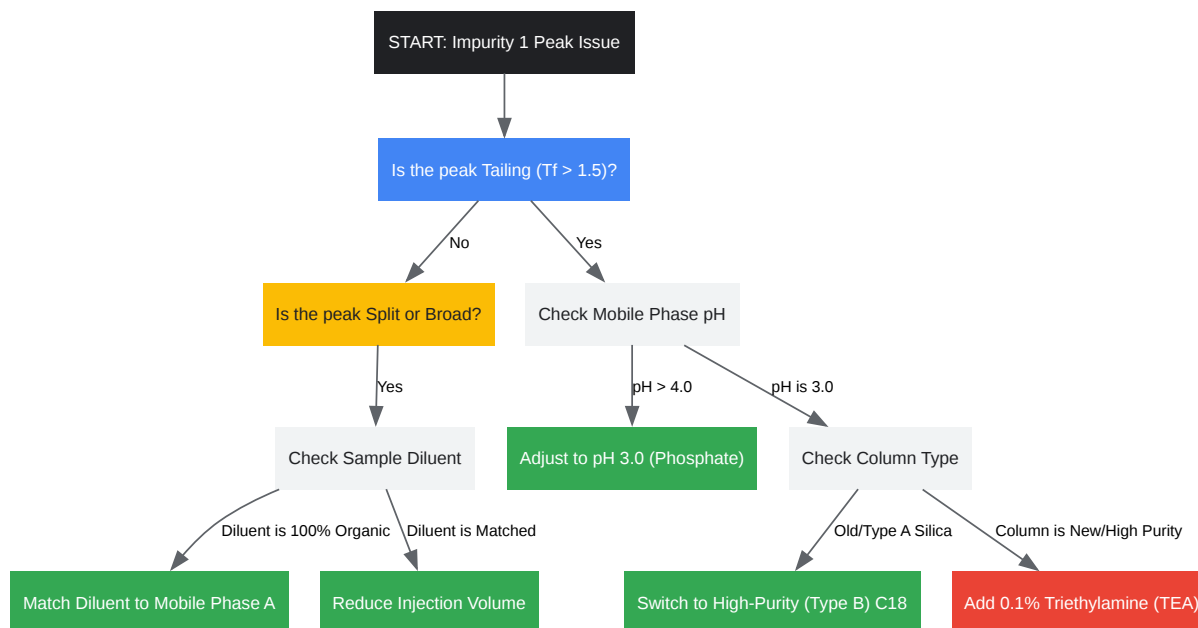 START: Impurity 1 Peak Issue
Is the peak Tailing (Tf > 1.5)?
No
Yes
Is the peak Split or Broad?
Check Mobile Phase pH
Yes
pH > 4.0
pH is 3.0
Check Sample Diluent
Adjust to pH 3.0 (Phosphate)
Check Column Type
Diluent is 100% Organic
Diluent is Matched
Old/Type A Silica
Column is New/High Purity
Match Diluent to Mobile Phase A
Reduce Injection Volume
Switch to High-Purity (Type B) C18
Add 0.1% Triethylamine (TEA)